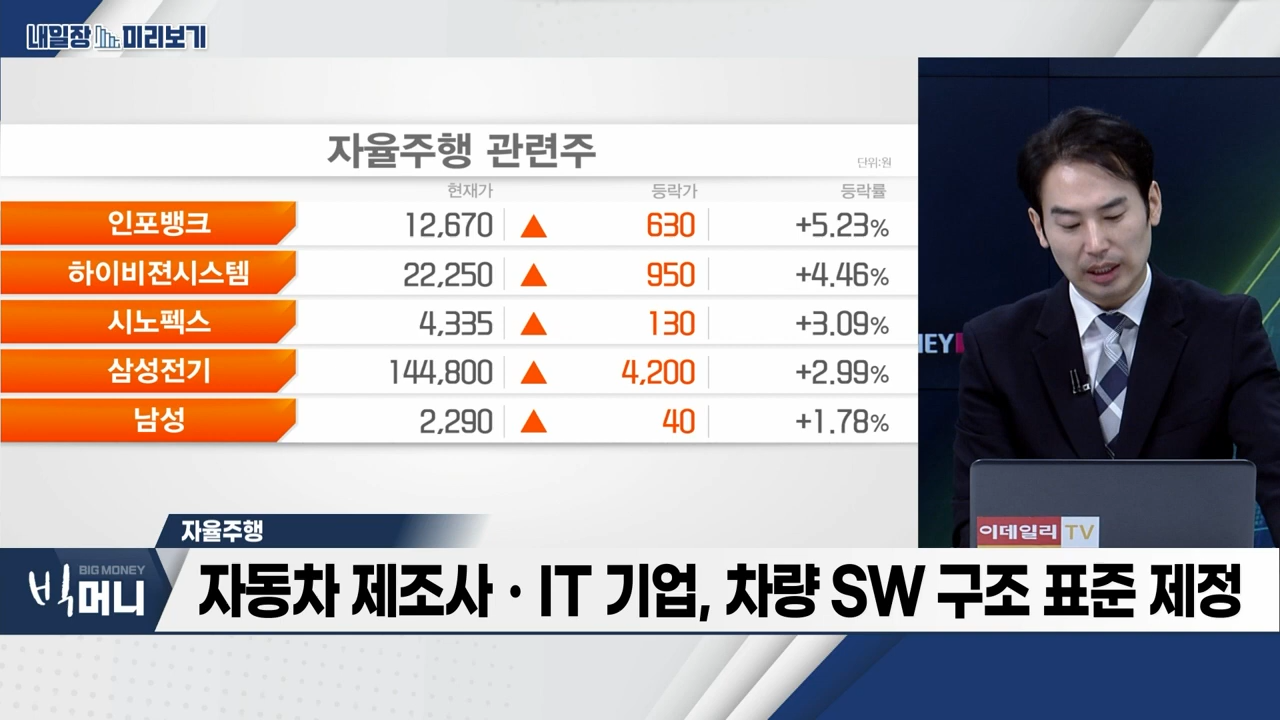 내일장 미리보기
자율주행 관련주
단위:원
현재가 등락가 등락률
인포뱅크 12,670 ▲ 630 +5.23%
하이비젼시스템 22,250 ▲ 950 +4.46%
시노펙스 4,335 ▲ 130 +3.09%
삼성전기 144,800 ▲ 4,200 +2.99%
남성 2,290 ▲ 40 +1.78%
NEY
이데일리 TV
자율주행
BIG MONEY
빅머니
자동차 제조사·IT 기업, 차량 SW 구조 표준 제정